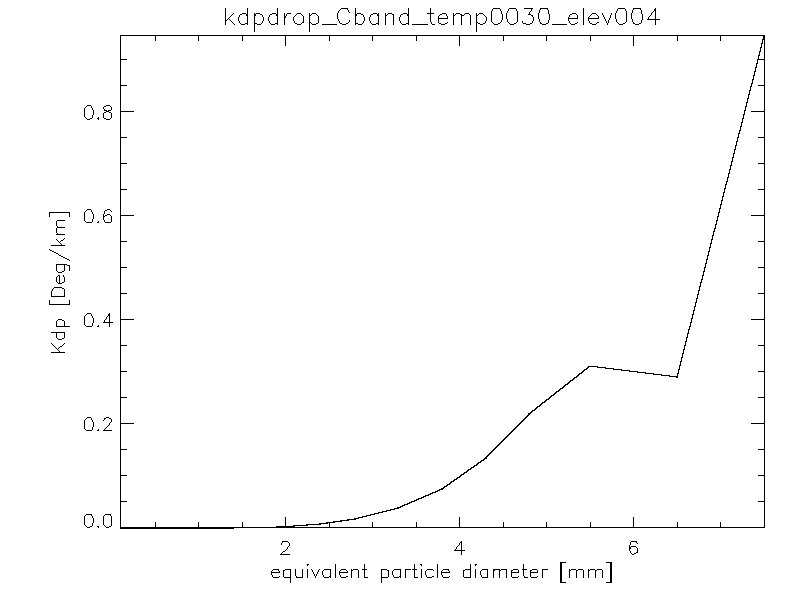 kdpdrop_Cband_temp0030_elev004
0.8
0.6
0.4
0.2
0.0
Kdp [Deg/km]
2 4 6
equivalent particle diameter [mm]